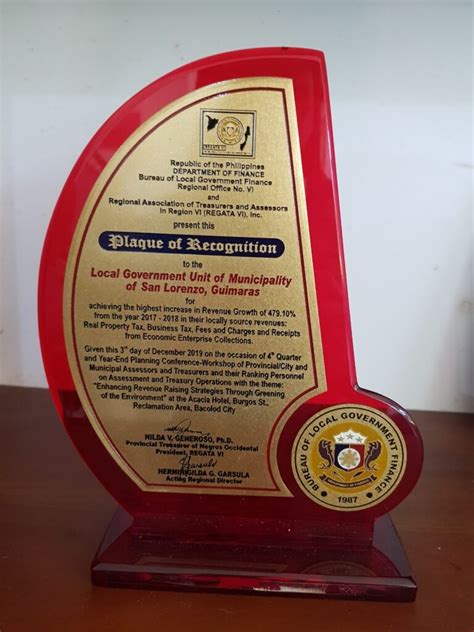 REGATA VI
Republic of the Philippines
DEPARTMENT OF FINANCE
Bureau of Local Government Finance
Regional Office No. VI
and
Regional Association of Treasurers and Assessors
in Region VI (REGATA VI), Inc.
present this
Plaque of Recognition
to the
Local Government Unit of Municipality
of San Lorenzo, Guimaras
for
achieving the highest increase in Revenue Growth of 479.10%
from the year 2017 - 2018 in their locally source revenues:
Real Property Tax, Business Tax, Fees and Charges and Receipts
from Economic Enterprise Collections.
Given this 3rd day of December 2019 on the occasion of 4th Quarter
and Year-End Planning Conference-Workshop of Provincial/City and
Municipal Assessors and Treasurers and their Ranking Personnel
on Assessment and Treasury Operations with the theme:
"Enhancing Revenue Raising Strategies Through Greening
of the Environment" at the Acacia Hotel, Burgos St.,
Reclamation Area, Bacolod City
NILDA V. GENEROSO, Ph.D.
Provincial Treasurer of Negros Occidental
President, REGATA VI
HERMINIGILDA G. GARSULA
Acting Regional Director
BUREAU OF LOCAL GOVERNMENT FINANCE
1987